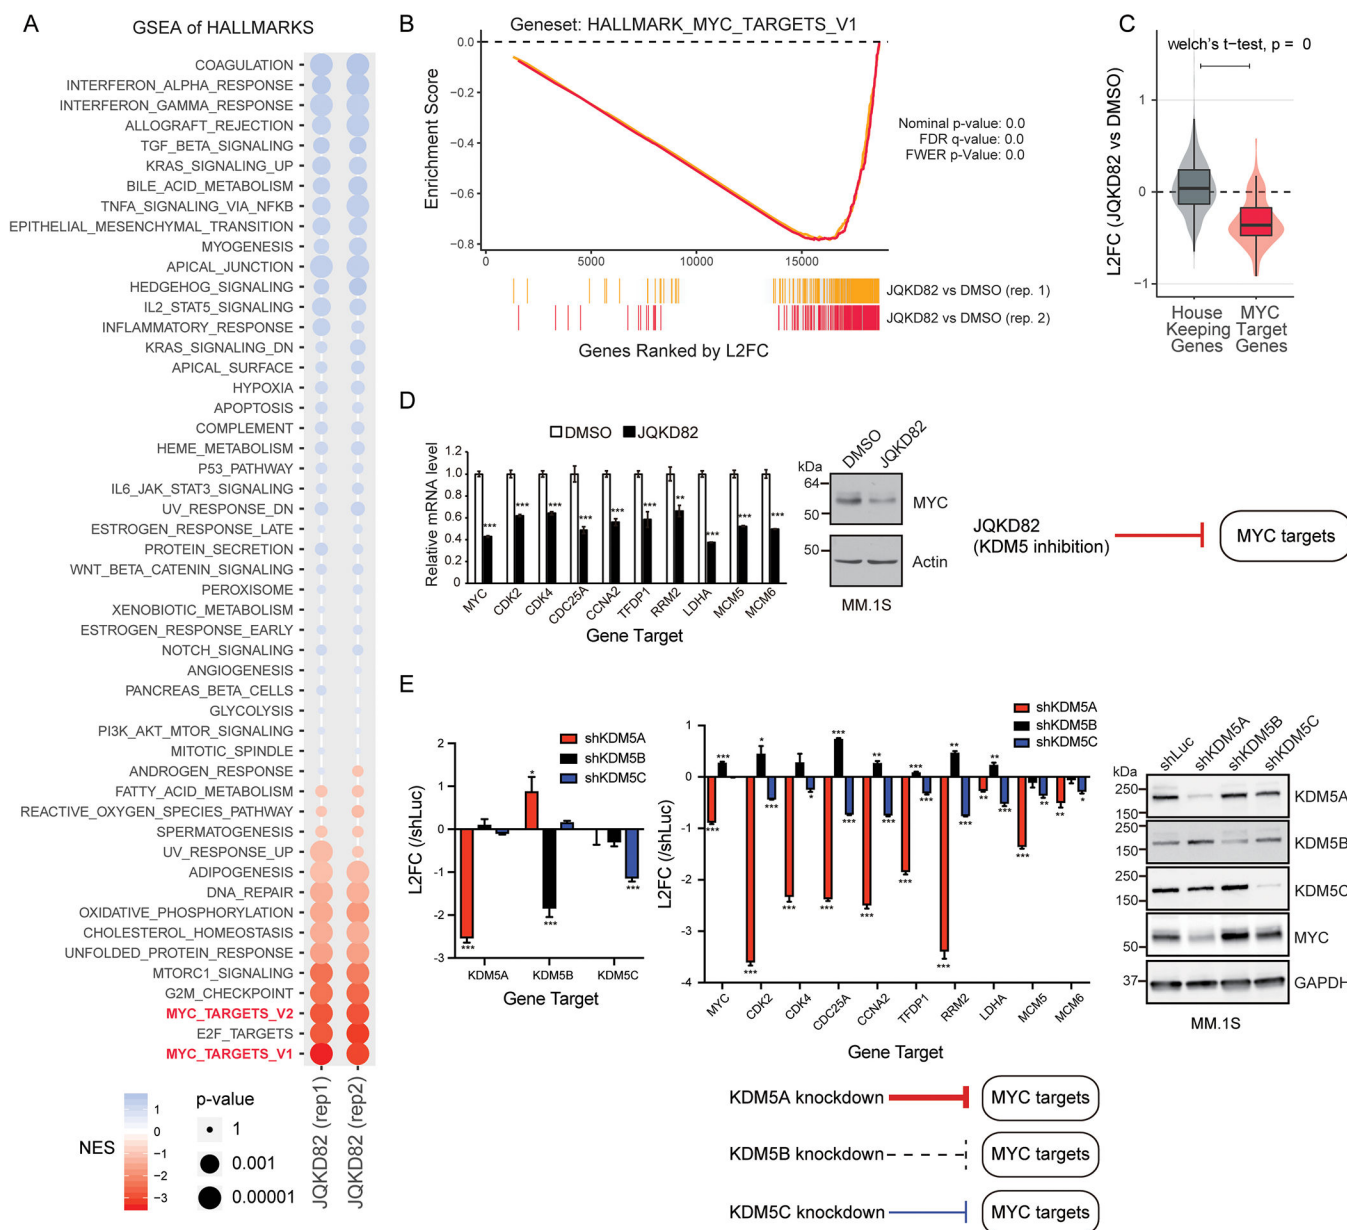 A
GSEA of HALLMARKS
COAGULATION
INTERFERON_ALPHA_RESPONSE
INTERFERON_GAMMA_RESPONSE
ALLOGRAFT_REJECTION
TGF_BETA_SIGNALING
KRAS_SIGNALING_UP
BILE_ACID_METABOLISM
TNFA_SIGNALING_VIA_NFKB
EPITHELIAL_MESENCHYMAL_TRANSITION
MYOGENESIS
APICAL_JUNCTION
HEDGEHOG_SIGNALING
IL2_STAT5_SIGNALING
INFLAMMATORY_RESPONSE
KRAS_SIGNALING_DN
APICAL_SURFACE
HYPOXIA
APOPTOSIS
COMPLEMENT
HEME_METABOLISM
P53_PATHWAY
IL6_JAK_STAT3_SIGNALING
UV_RESPONSE_DN
ESTROGEN_RESPONSE_LATE
PROTEIN_SECRETION
WNT_BETA_CATENIN_SIGNALING
PEROXISOME
XENOBIOTIC_METABOLISM
ESTROGEN_RESPONSE_EARLY
NOTCH_SIGNALING
ANGIOGENESIS
PANCREAS_BETA_CELLS
GLYCOLYSIS
PI3K_AKT_MTOR_SIGNALING
MITOTIC_SPINDLE
ANDROGEN_RESPONSE
FATTY_ACID_METABOLISM
REACTIVE_OXYGEN_SPECIES_PATHWAY
SPERMATOGENESIS
UV_RESPONSE_UP
ADIPOGENESIS
DNA_REPAIR
OXIDATIVE_PHOSPHORYLATION
CHOLESTEROL_HOMEOSTASIS
UNFOLDED_PROTEIN_RESPONSE
MTORC1_SIGNALING
G2M_CHECKPOINT
MYC_TARGETS_V2
E2F_TARGETS
MYC_TARGETS_V1
JQKD82 (rep1)
JQKD82 (rep2)
NES
1
0
−1
−2
−3
p-value
1
0.001
0.00001
B
Geneset: HALLMARK_MYC_TARGETS_V1
Enrichment Score
0.0
−0.2
−0.4
−0.6
−0.8
0
5000
10000
15000
Nominal p-value: 0.0
FDR q-value: 0.0
FWER p-Value: 0.0
JQKD82 vs DMSO (rep. 1)
JQKD82 vs DMSO (rep. 2)
Genes Ranked by L2FC
C
welch's t−test, p = 0
L2FC (JQKD82 vs DMSO)
1
0
−1
House Keeping Genes
MYC Target Genes
D
DMSO
JQKD82
Relative mRNA level
1.2
1.0
0.8
0.6
0.4
0.2
0
***
***
***
***
***
***
**
***
***
***
MYC
CDK2
CDK4
CDC25A
CCNA2
TFDP1
RRM2
LDHA
MCM5
MCM6
Gene Target
DMSO
JQKD82
kDa
64
50
MYC
50
Actin
MM.1S
JQKD82
(KDM5 inhibition)
MYC targets
E
shKDM5A
shKDM5B
shKDM5C
L2FC (/shLuc)
2
1
0
-1
-2
-3
***
*
***
***
KDM5A
KDM5B
KDM5C
Gene Target
shKDM5A
shKDM5B
shKDM5C
L2FC (/shLuc)
1
0
-1
-2
-3
-4
***
***
*
***
***
***
*
***
***
***
**
***
***
***
***
***
**
***
***
**
**
***
***
**
**
*
MYC
CDK2
CDK4
CDC25A
CCNA2
TFDP1
RRM2
LDHA
MCM5
MCM6
Gene Target
shLuc
shKDM5A
shKDM5B
shKDM5C
kDa
250
150
KDM5A
250
150
KDM5B
250
150
KDM5C
50
MYC
37
GAPDH
MM.1S
KDM5A knockdown
MYC targets
KDM5B knockdown
MYC targets
KDM5C knockdown
MYC targets